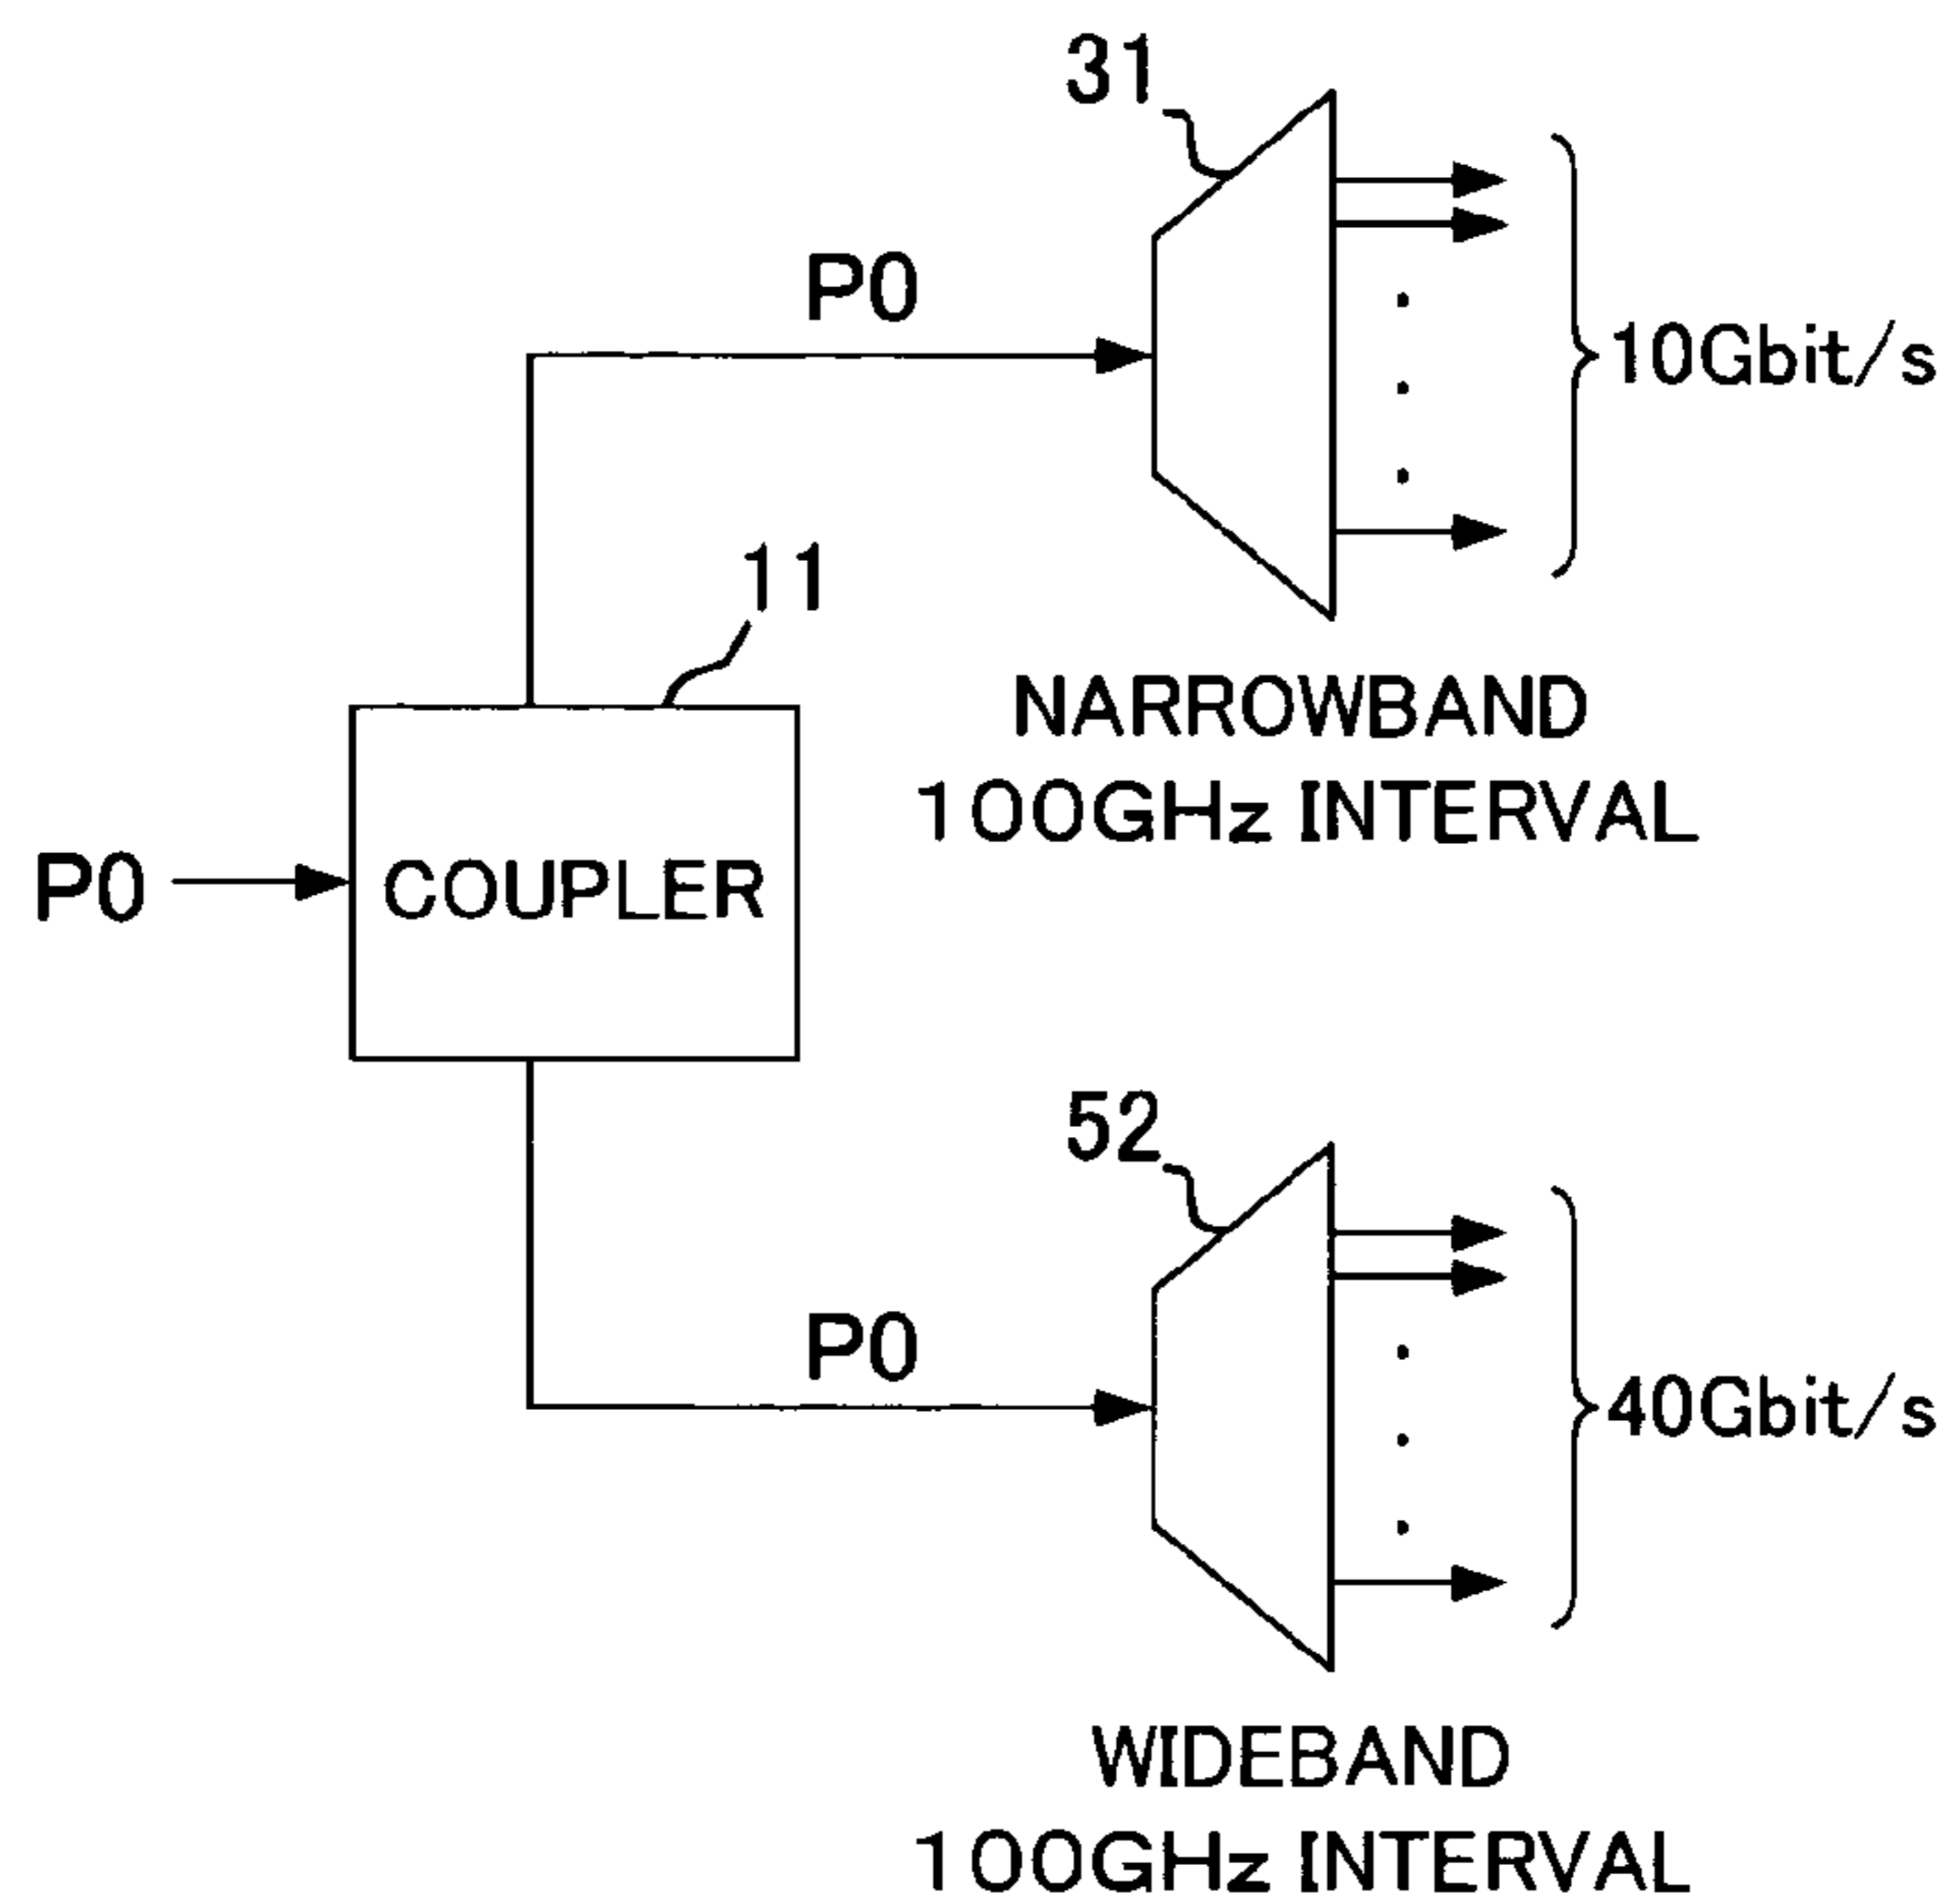 31
P0
10Gbit/s
11
NARROWBAND
100GHz INTERVAL
P0
COUPLER
52
P0
40Gbit/s
WIDEBAND
100GHz INTERVAL